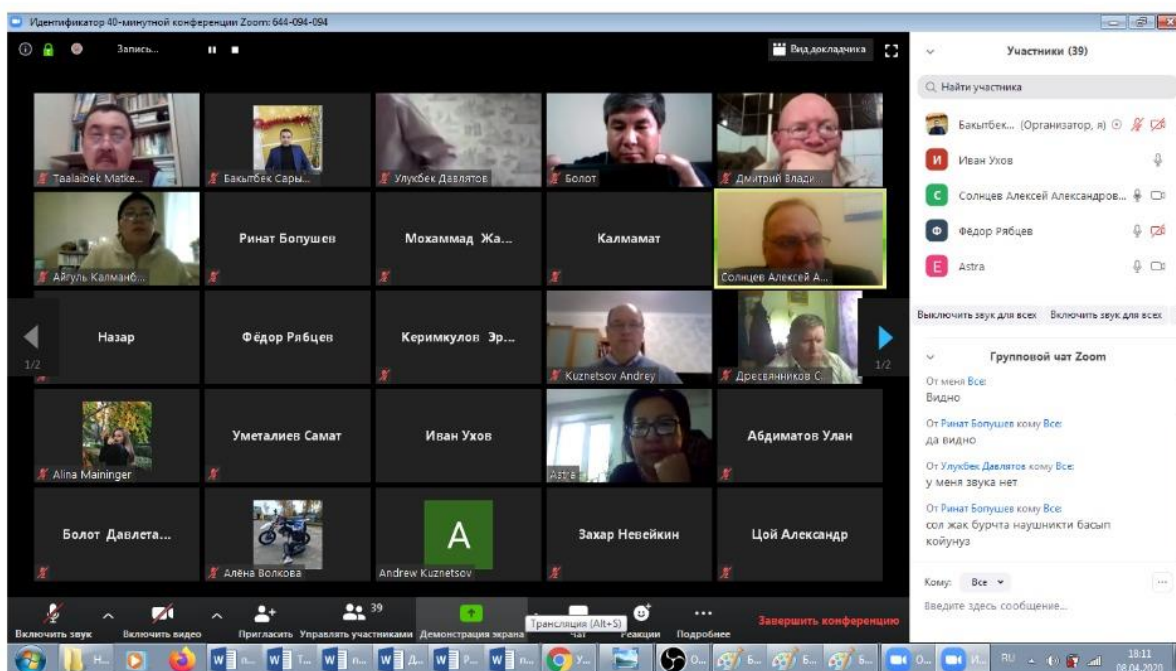 Идентификатор 40-минутной конференции Zoom: 644-094-094
Запись...
Вид докладчика
Taalaibek Matke...
Бакытбек Сары...
Улукбек Давлятов
Болот
Дмитрий Влади...
Айгуль Калманб...
Ринат Бопушев
Мохаммад Жа...
Калмамат
Солнцев Алексей А...
Назар
Фёдор Рябцев
Керимкулов Эр...
Kuznetsov Andrey
Дресвянников С...
1/2
1/2
Alina Maininger
Уметалиев Самат
Иван Ухов
Astra
Абдиматов Улан
Болот Давлета...
Алёна Волкова
A
Andrew Kuznetsov
Захар Невейкин
Цой Александр
Включить звук
Включить видео
Пригласить
Управлять участниками
39
Демонстрация экрана
Трансляция (Alt+S)
Чат
Реакции
Подробнее
Завершить конференцию
Участники (39)
Найти участника
Бакытбек... (Организатор, я)
И
Иван Ухов
С
Солнцев Алексей Александров...
Ф
Фёдор Рябцев
E
Astra
Выключить звук для всех
Включить звук для всех
Групповой чат Zoom
От меня Все:
Видно
От Ринат Бопушев кому Все:
да видно
От Улукбек Давлятов кому Все:
у меня звука нет
От Ринат Бопушев кому Все:
сол жак бурчта наушникти басып
койунуз
Кому: Все
Введите здесь сообщение...
RU
18:11